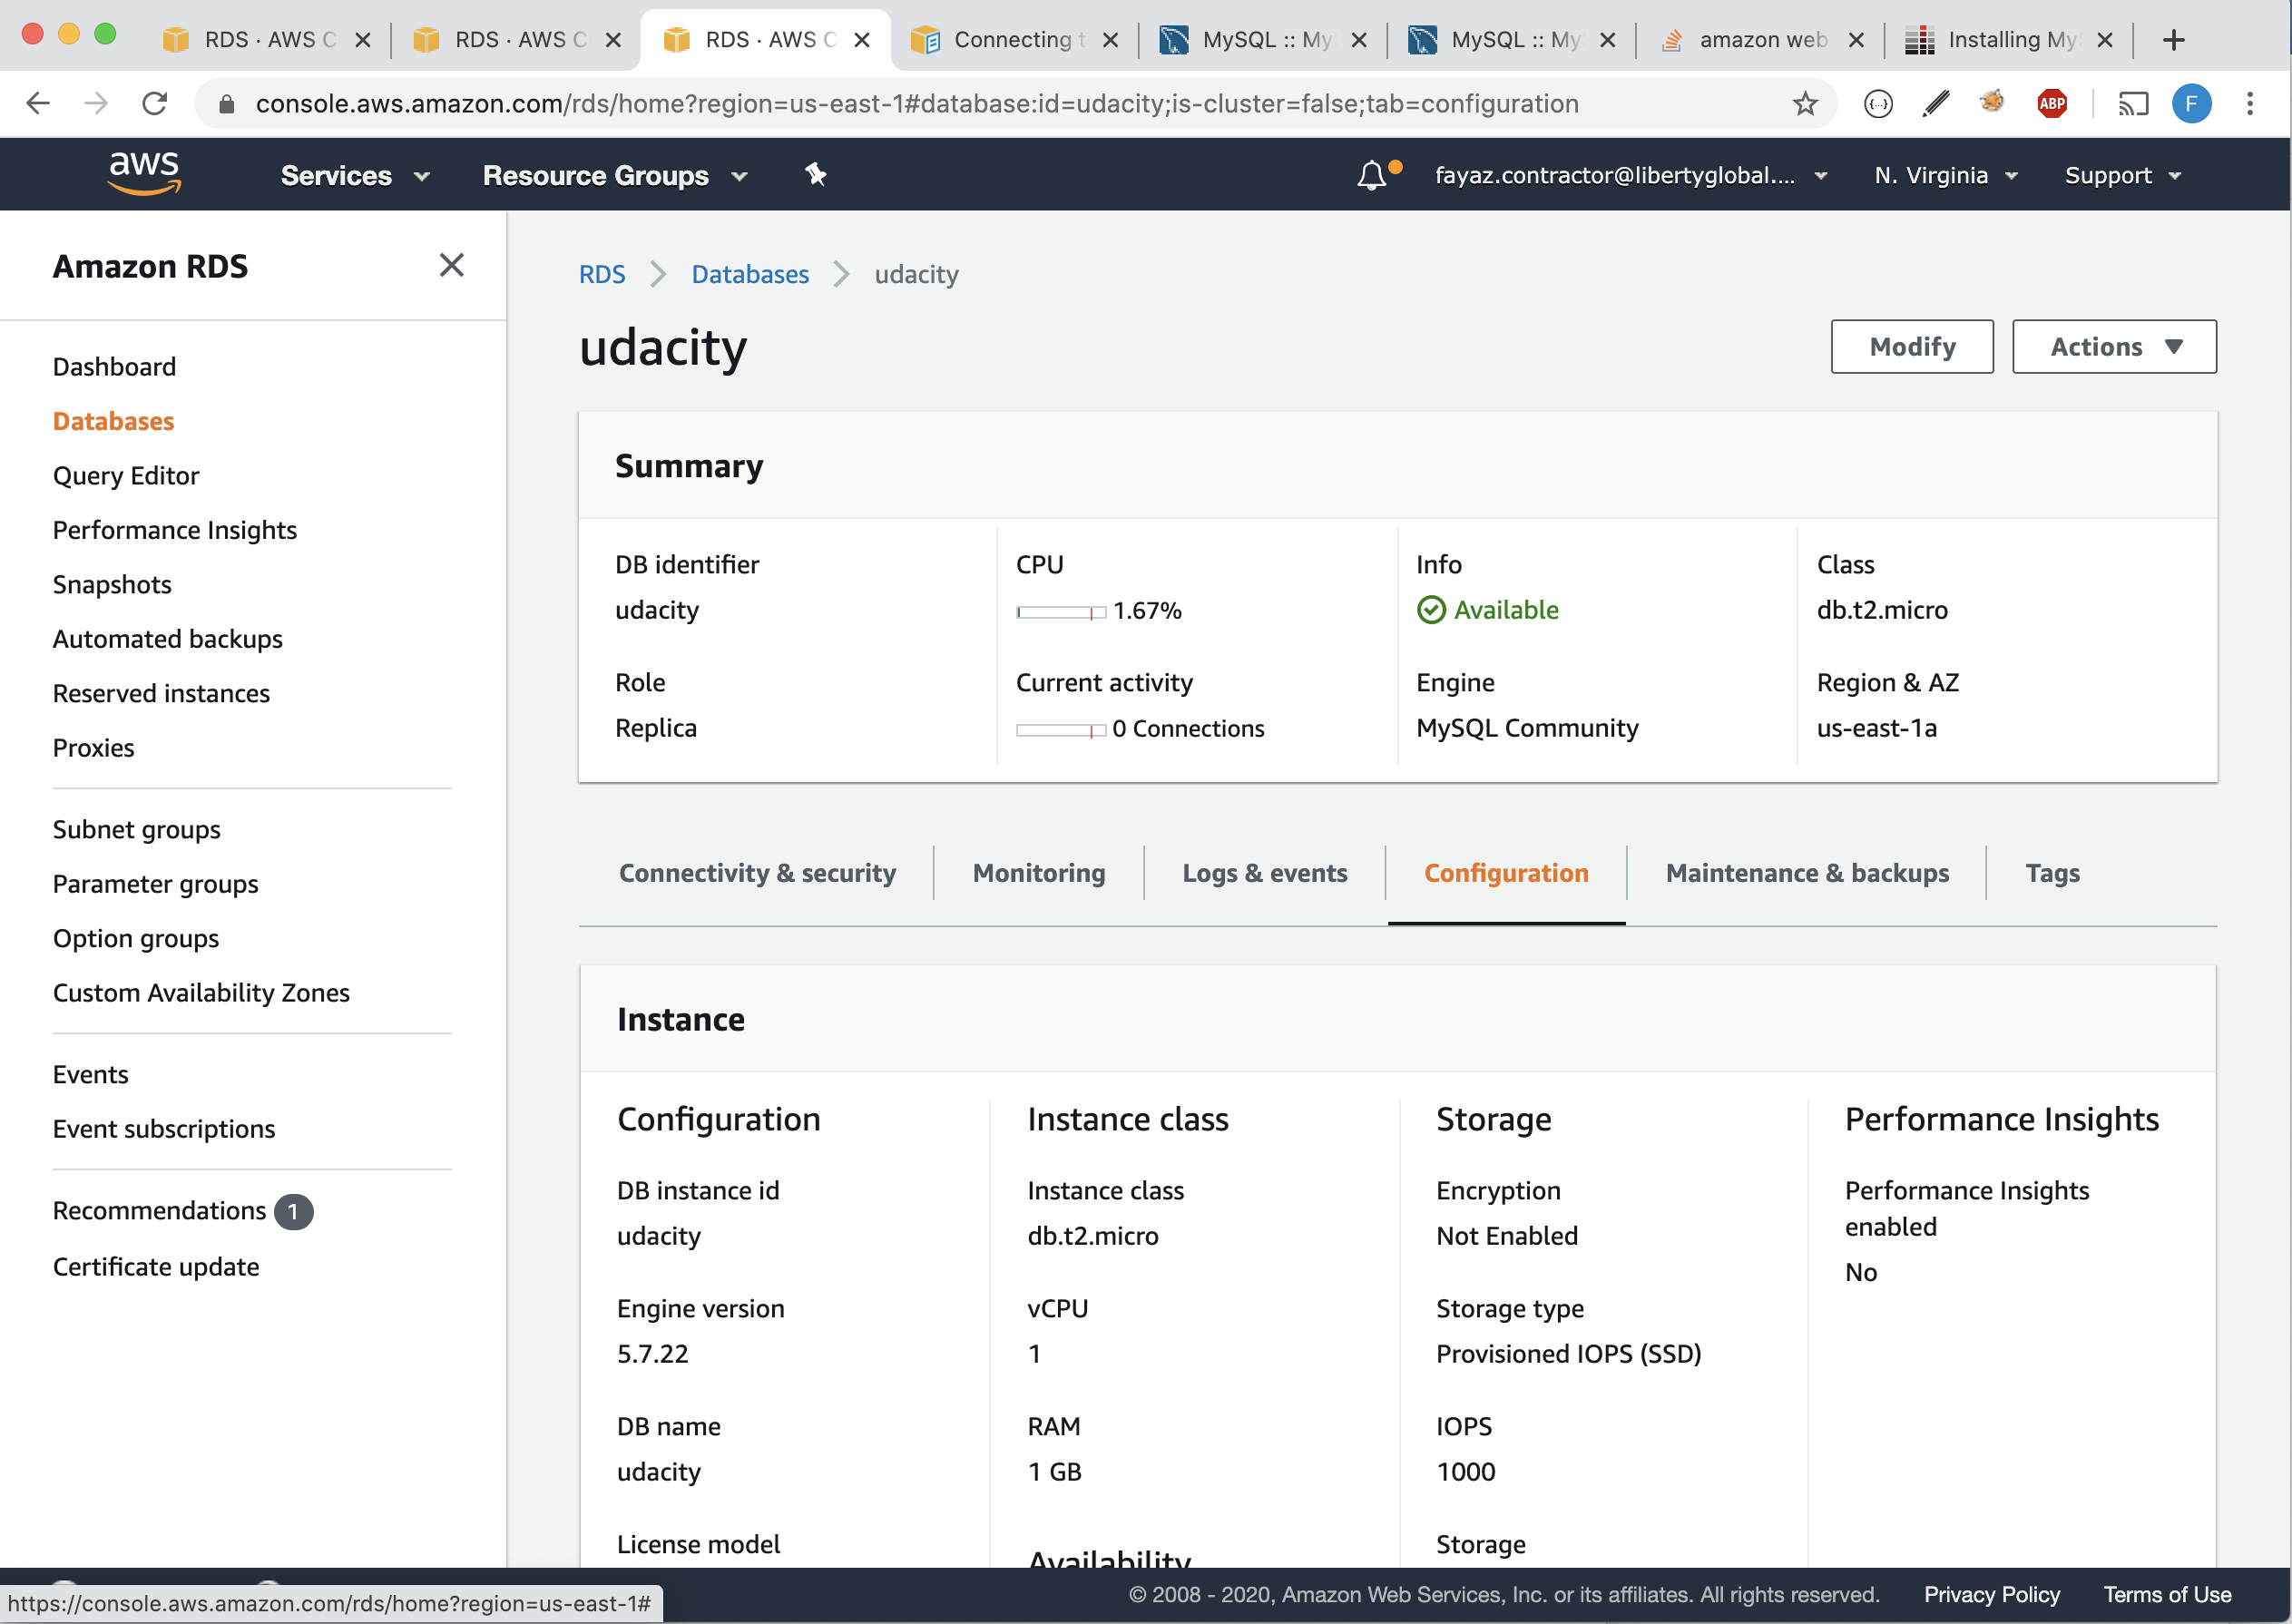 RDS · AWS C
RDS · AWS C
RDS · AWS C
Connecting t
MySQL :: My
MySQL :: My
amazon web
Installing My
console.aws.amazon.com/rds/home?region=us-east-1#database:id=udacity;is-cluster=false;tab=configuration
ABP
F
aws
Services
Resource Groups
fayaz.contractor@libertyglobal....
N. Virginia
Support
Amazon RDS
Dashboard
Databases
Query Editor
Performance Insights
Snapshots
Automated backups
Reserved instances
Proxies
Subnet groups
Parameter groups
Option groups
Custom Availability Zones
Events
Event subscriptions
Recommendations 1
Certificate update
RDS
Databases
udacity
udacity
Modify
Actions
Summary
DB identifier
udacity
Role
Replica
CPU
1.67%
Current activity
0 Connections
Info
Available
Engine
MySQL Community
Class
db.t2.micro
Region & AZ
us-east-1a
Connectivity & security
Monitoring
Logs & events
Configuration
Maintenance & backups
Tags
Instance
Configuration
DB instance id
udacity
Engine version
5.7.22
DB name
udacity
License model
Instance class
Instance class
db.t2.micro
vCPU
1
RAM
1 GB
Availability
Storage
Encryption
Not Enabled
Storage type
Provisioned IOPS (SSD)
IOPS
1000
Storage
Performance Insights
Performance Insights
enabled
No
https://console.aws.amazon.com/rds/home?region=us-east-1#
© 2008 - 2020, Amazon Web Services, Inc. or its affiliates. All rights reserved.
Privacy Policy
Terms of Use